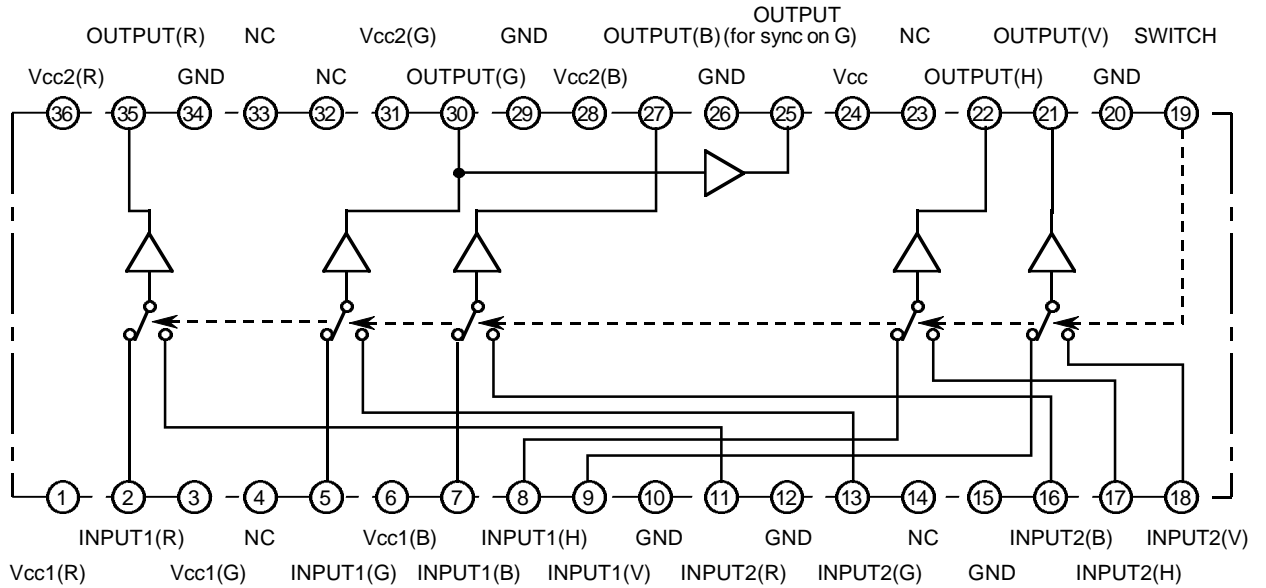 OUTPUT
OUTPUT(R) NC Vcc2(G) GND OUTPUT(B) (for sync on G) NC OUTPUT(V) SWITCH
Vcc2(R) GND NC OUTPUT(G) Vcc2(B) GND Vcc OUTPUT(H) GND
36 35 34 33 32 31 30 29 28 27 26 25 24 23 22 21 20 19
1 2 3 4 5 6 7 8 9 10 11 12 13 14 15 16 17 18
INPUT1(R) NC Vcc1(B) INPUT1(H) GND GND NC INPUT2(B) INPUT2(V)
Vcc1(R) Vcc1(G) INPUT1(G) INPUT1(B) INPUT1(V) INPUT2(R) INPUT2(G) GND INPUT2(H)